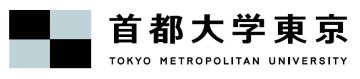 首都大学東京
TOKYO METROPOLITAN UNIVERSITY